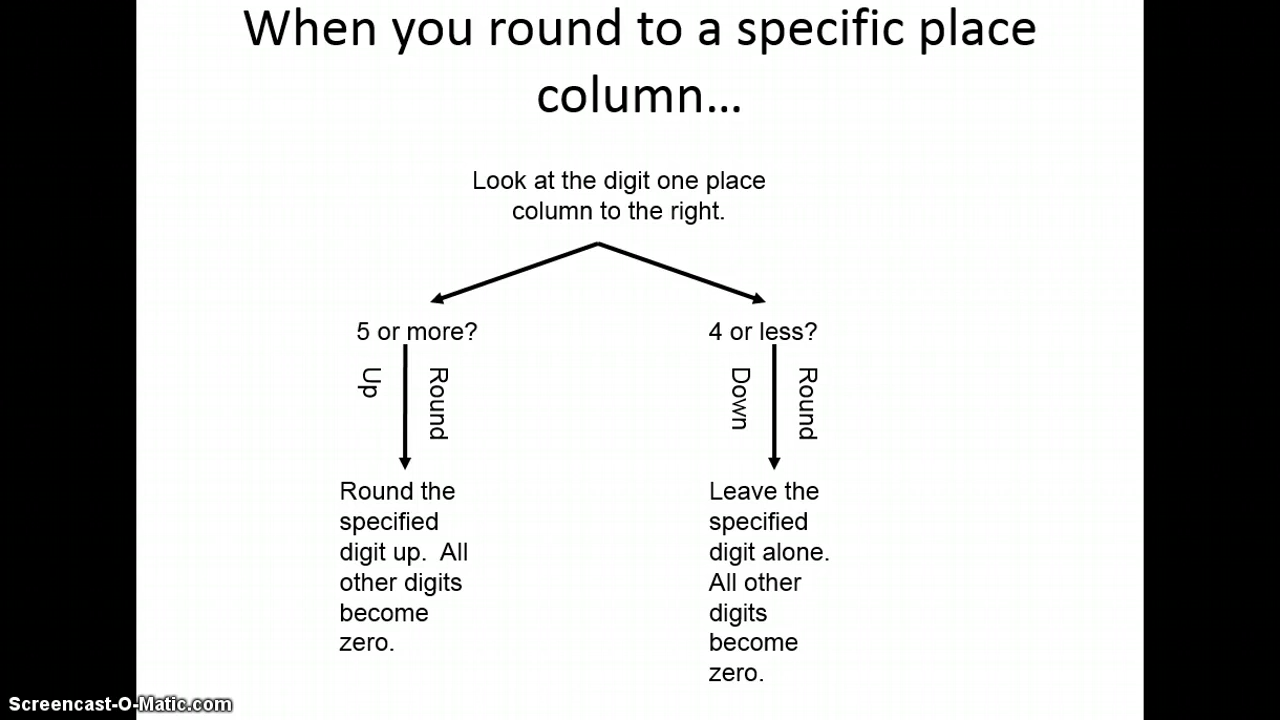 When you round to a specific place
column...
Look at the digit one place
column to the right.
5 or more?
4 or less?
Round
Up
Round
Down
Round the
specified
digit up.  All
other digits
become
zero.
Leave the
specified
digit alone.
All other
digits
become
zero.
Screencast-O-Matic.com